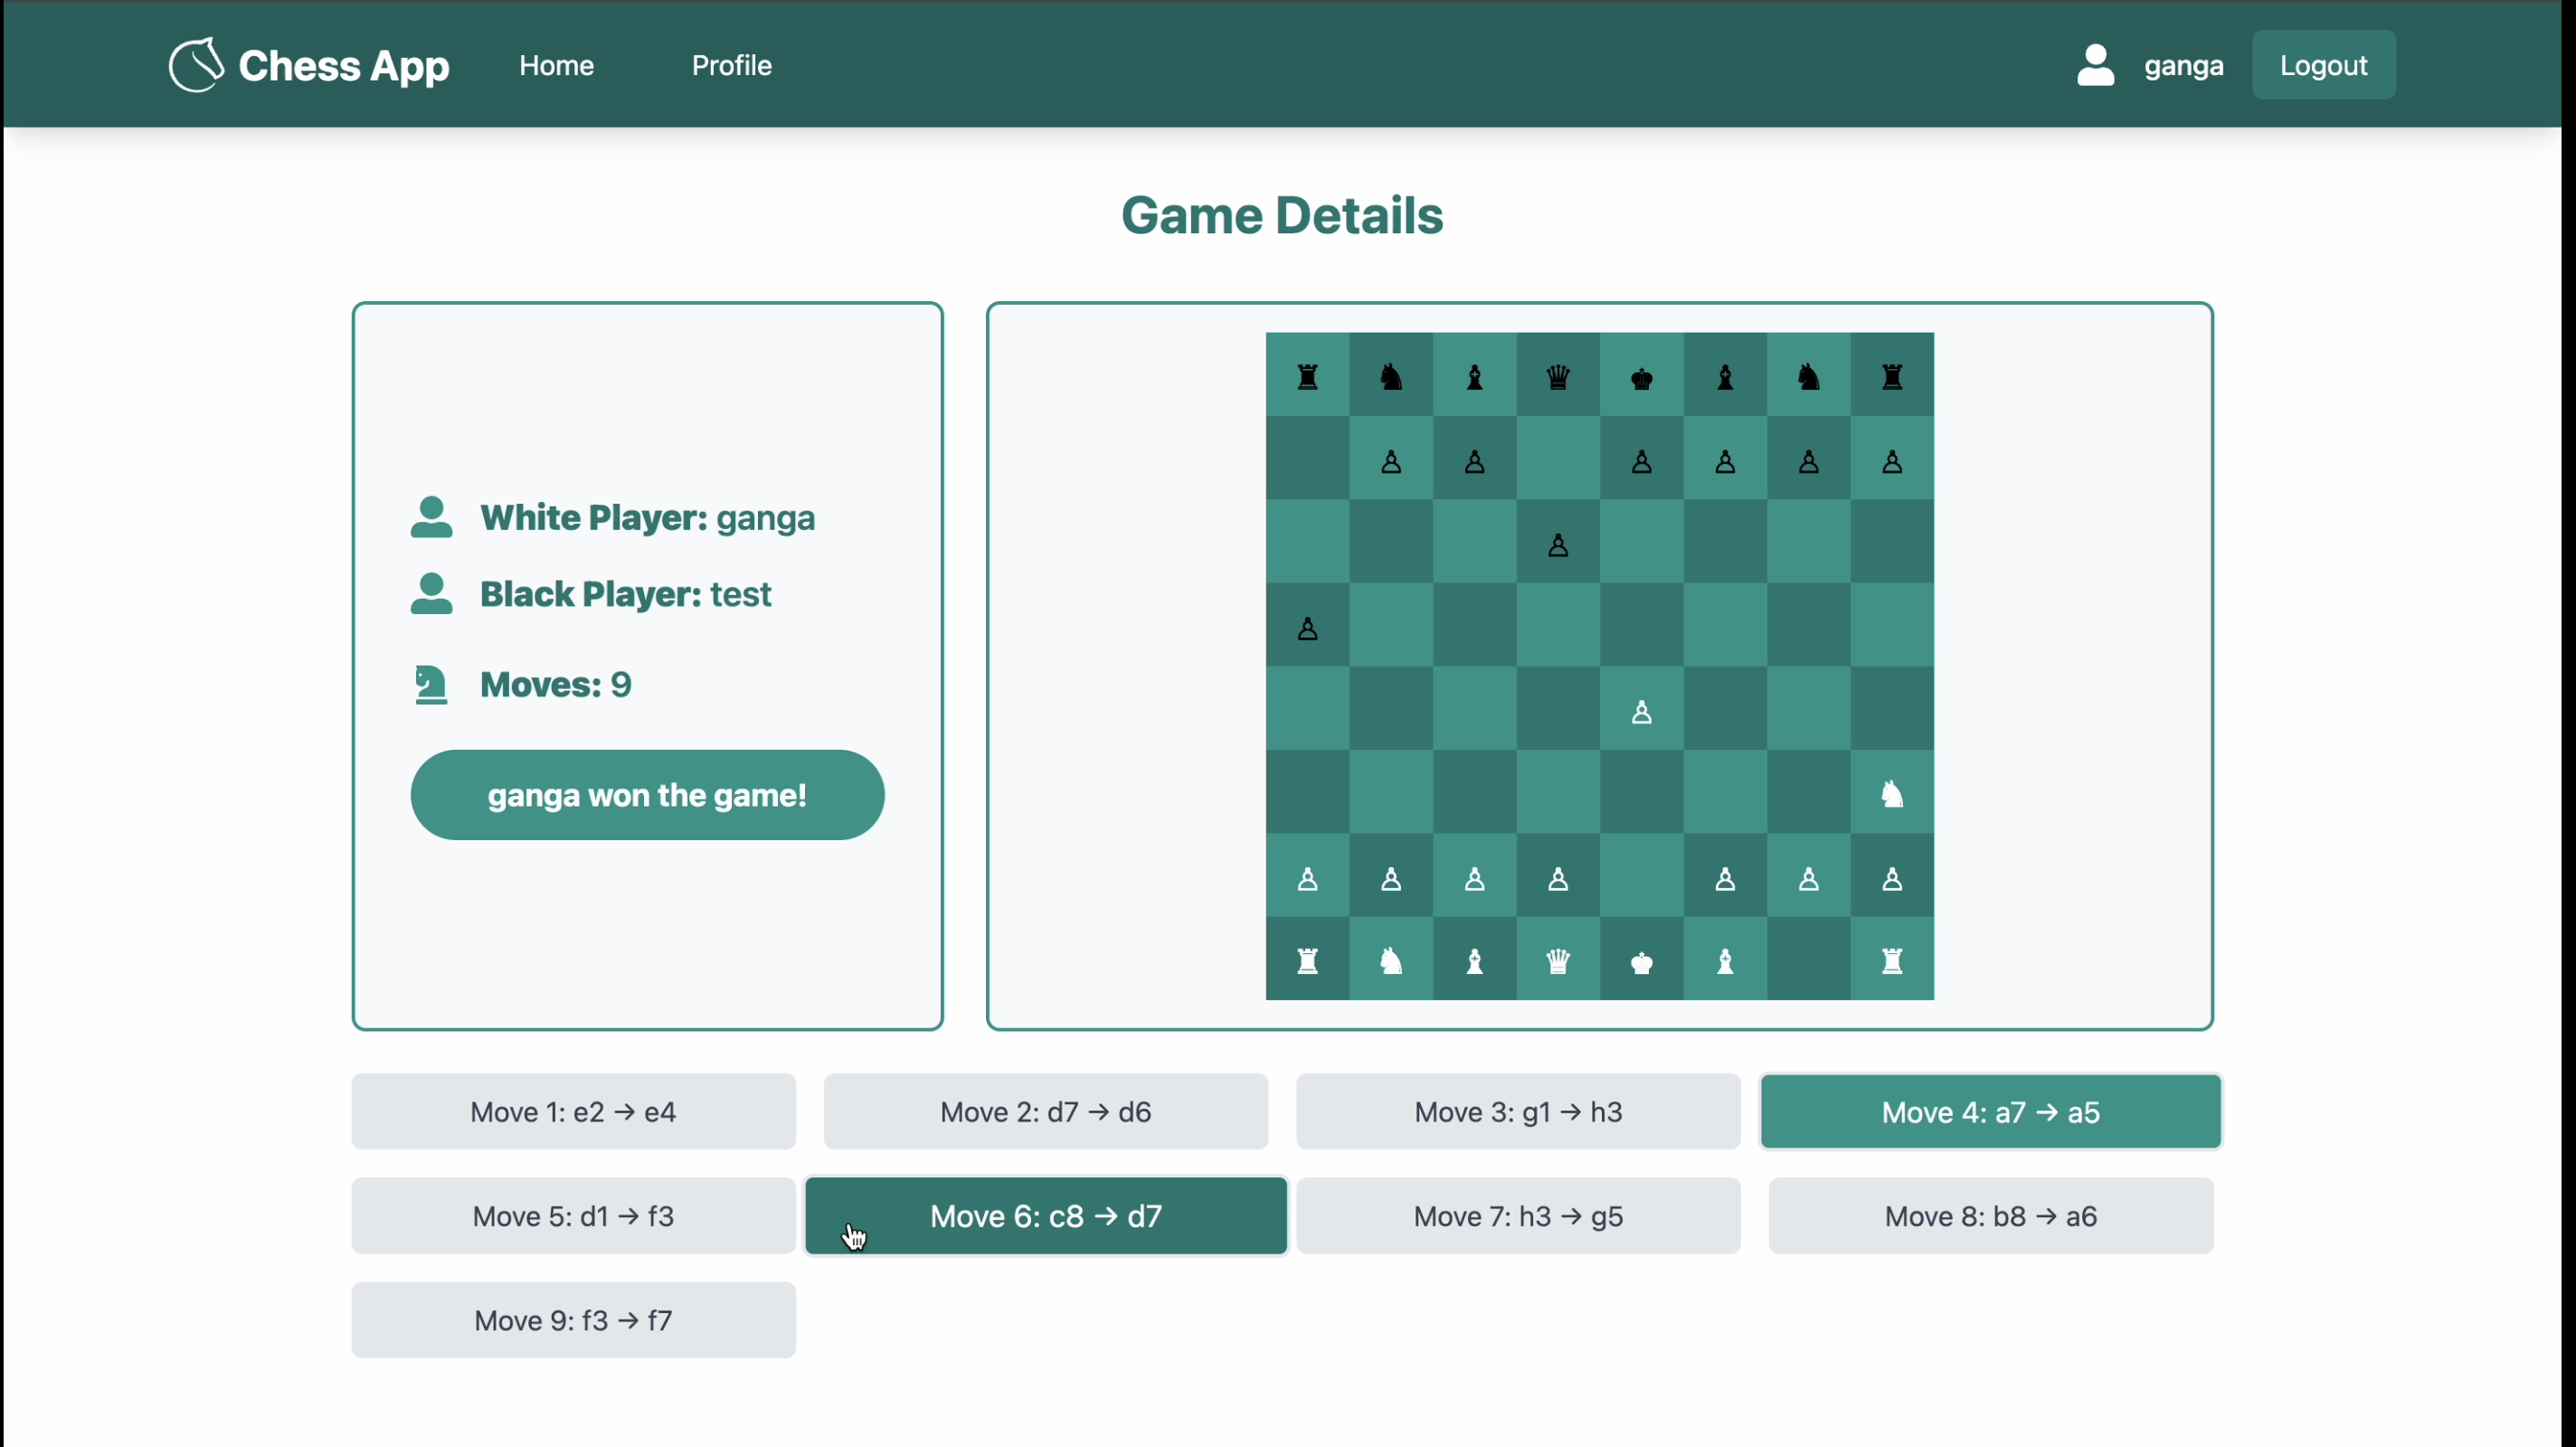 Chess App
Home
Profile
ganga
Logout
Game Details
White Player: ganga
Black Player: test
Moves: 9
ganga won the game!
Move 1: e2 → e4
Move 2: d7 → d6
Move 3: g1 → h3
Move 4: a7 → a5
Move 5: d1 → f3
Move 6: c8 → d7
Move 7: h3 → g5
Move 8: b8 → a6
Move 9: f3 → f7